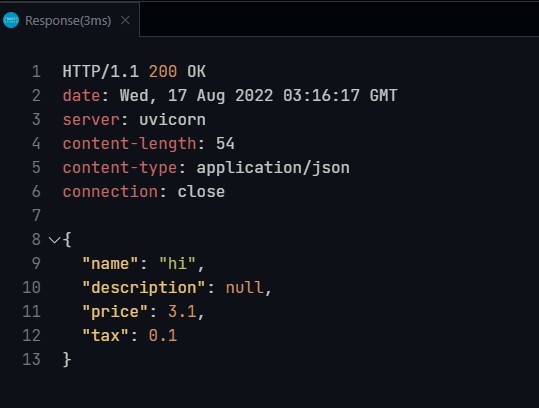 Response(3ms)
1 HTTP/1.1 200 OK
2 date: Wed, 17 Aug 2022 03:16:17 GMT
3 server: uvicorn
4 content-length: 54
5 content-type: application/json
6 connection: close
7
8 {
9 "name": "hi",
10 "description": null,
11 "price": 3.1,
12 "tax": 0.1
13 }